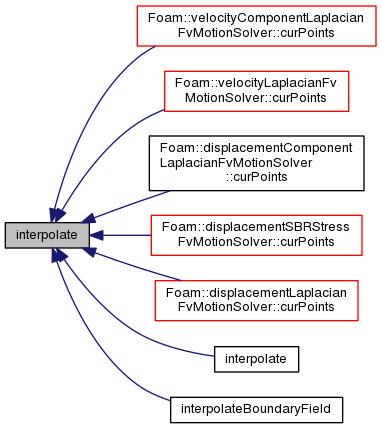 Foam::velocityComponentLaplacian
FvMotionSolver::curPoints
Foam::velocityLaplacianFv
MotionSolver::curPoints
Foam::displacementComponent
LaplacianFvMotionSolver
::curPoints
interpolate
Foam::displacementSBRStress
FvMotionSolver::curPoints
Foam::displacementLaplacian
FvMotionSolver::curPoints
interpolate
interpolateBoundaryField